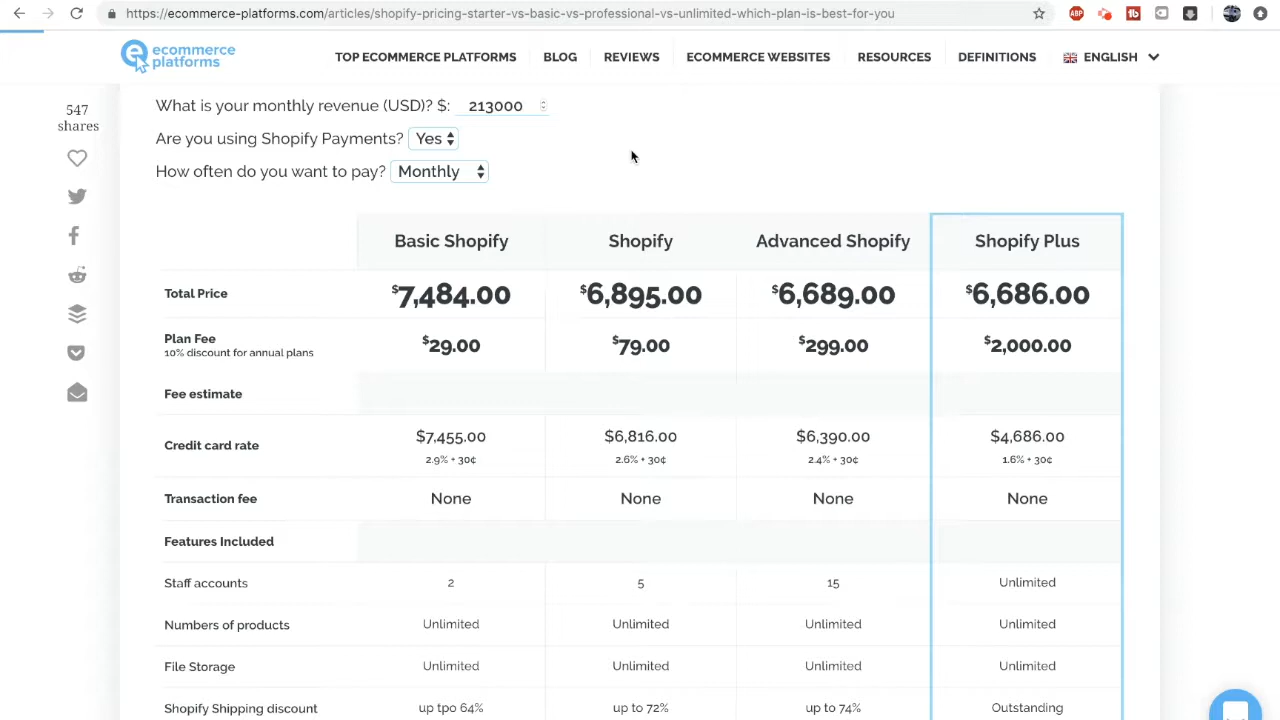 https://ecommerce-platforms.com/articles/shopify-pricing-starter-vs-basic-vs-professional-vs-unlimited-which-plan-is-best-for-you
ABP
tb
ecommerce
platforms
TOP ECOMMERCE PLATFORMS
BLOG
REVIEWS
ECOMMERCE WEBSITES
RESOURCES
DEFINITIONS
ENGLISH
547
shares
What is your monthly revenue (USD)? $: 213000
Are you using Shopify Payments? Yes
How often do you want to pay? Monthly
Basic Shopify Shopify Advanced Shopify Shopify Plus
Total Price $7,484.00 $6,895.00 $6,689.00 $6,686.00
Plan Fee $29.00 $79.00 $299.00 $2,000.00
10% discount for annual plans
Fee estimate
Credit card rate $7,455.00 $6,816.00 $6,390.00 $4,686.00
2.9% + 30¢ 2.6% + 30¢ 2.4% + 30¢ 1.6% + 30¢
Transaction fee None None None None
Features Included
Staff accounts 2 5 15 Unlimited
Numbers of products Unlimited Unlimited Unlimited Unlimited
File Storage Unlimited Unlimited Unlimited Unlimited
Shopify Shipping discount up tpo 64% up to 72% up to 74% Outstanding